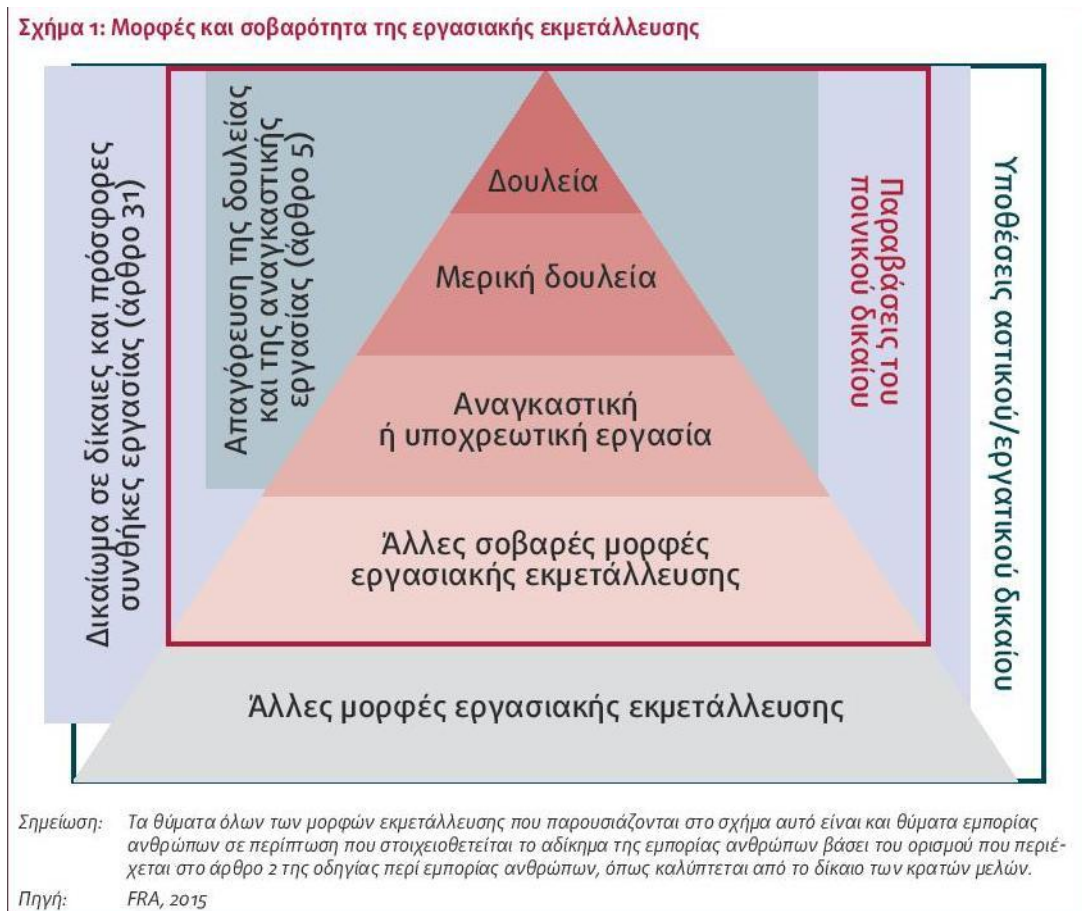 Σχήμα 1: Μορφές και σοβαρότητα της εργασιακής εκμετάλλευσης
Δικαίωμα σε δίκαιες και πρόσφορες
συνθήκες εργασίας (άρθρο 31)
Απαγόρευση της δουλείας
και της αναγκαστικής
εργασίας (άρθρο 5)
Δουλεία
Μερική δουλεία
Αναγκαστική
ή υποχρεωτική εργασία
Άλλες σοβαρές μορφές
εργασιακής εκμετάλλευσης
Άλλες μορφές εργασιακής εκμετάλλευσης
Παραβάσεις του
ποινικού δικαίου
Υποθέσεις αστικού/εργατικού δικαίου
Σημείωση: Τα θύματα όλων των μορφών εκμετάλλευσης που παρουσιάζονται στο σχήμα αυτό είναι και θύματα εμπορίας
ανθρώπων σε περίπτωση που στοιχειοθετείται το αδίκημα της εμπορίας ανθρώπων βάσει του ορισμού που περιέ-
χεται στο άρθρο 2 της οδηγίας περί εμπορίας ανθρώπων, όπως καλύπτεται από το δίκαιο των κρατών μελών.
Πηγή: FRA, 2015